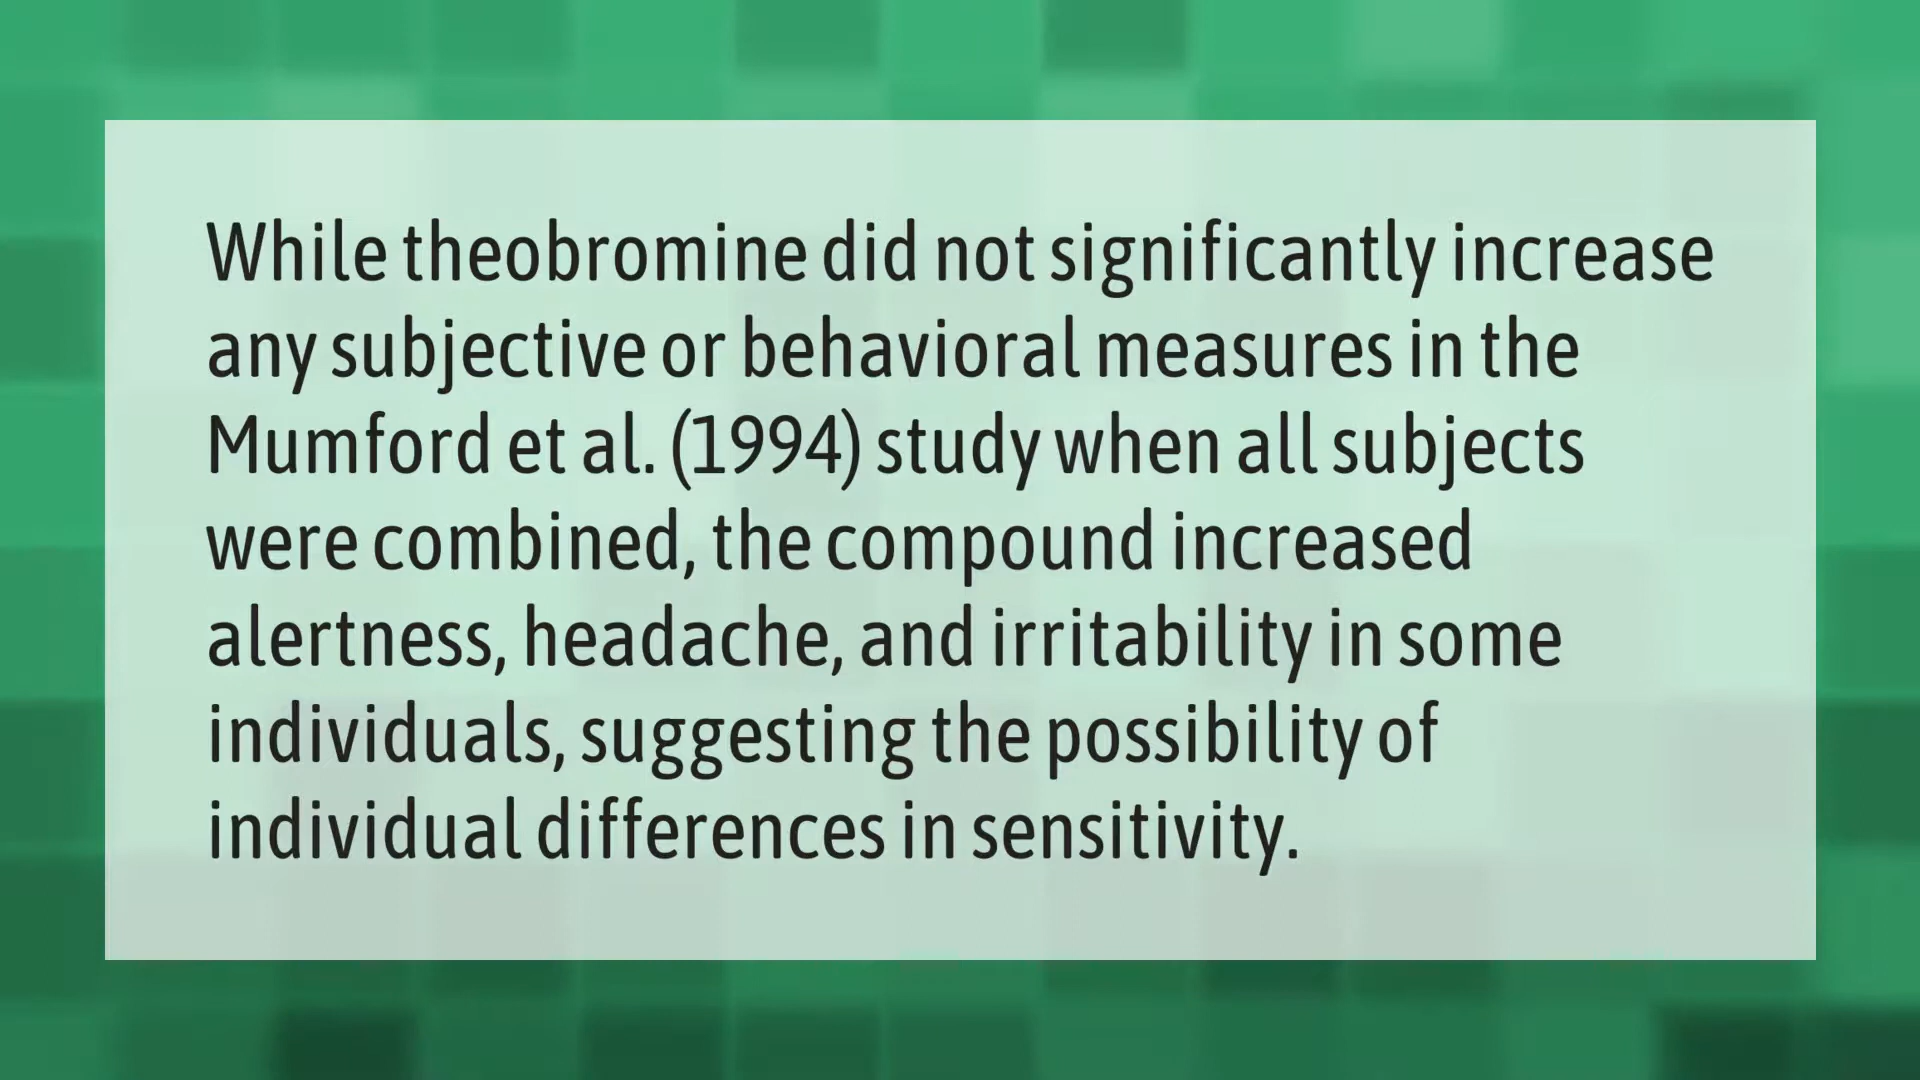 While theobromine did not significantly increase
any subjective or behavioral measures in the
Mumford et al. (1994) study when all subjects
were combined, the compound increased
alertness, headache, and irritability in some
individuals, suggesting the possibility of
individual differences in sensitivity.